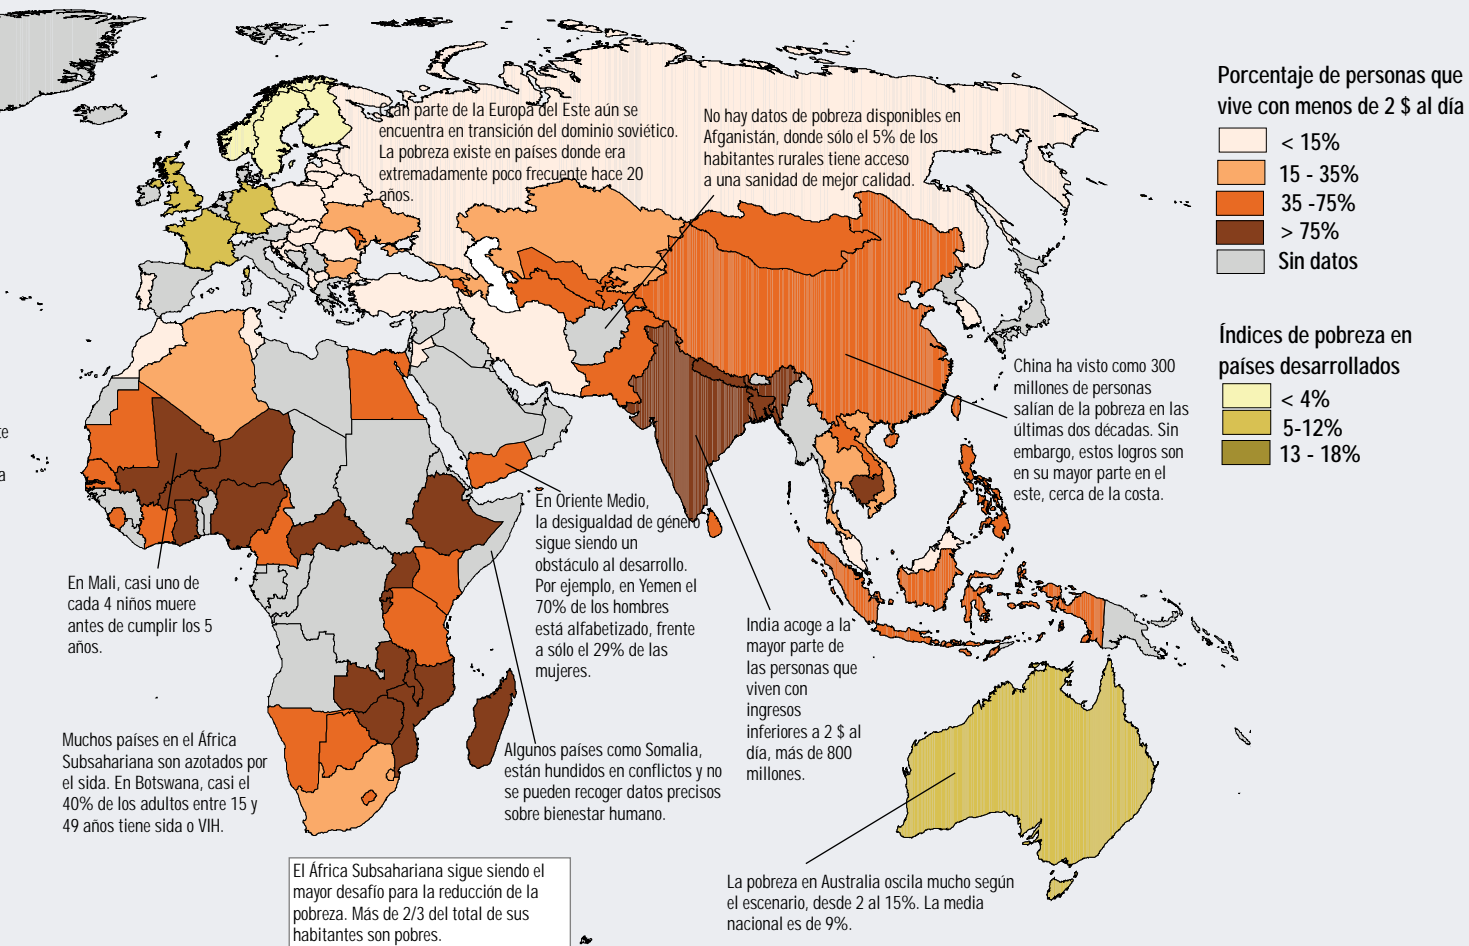 Gran parte de la Europa del Este aún se
encuentra en transición del dominio soviético.
La pobreza existe en países donde era
extremadamente poco frecuente hace 20
años.
No hay datos de pobreza disponibles en
Afganistán, donde sólo el 5% de los
habitantes rurales tiene acceso
a una sanidad de mejor calidad.
Porcentaje de personas que
vive con menos de 2 $ al día
< 15%
15 - 35%
35 -75%
> 75%
Sin datos
Índices de pobreza en
países desarrollados
< 4%
5-12%
13 - 18%
China ha visto como 300
millones de personas
salían de la pobreza en las
últimas dos décadas. Sin
embargo, estos logros son
en su mayor parte en el
este, cerca de la costa.
te
a
En Mali, casi uno de
cada 4 niños muere
antes de cumplir los 5
años.
En Oriente Medio,
la desigualdad de género
sigue siendo un
obstáculo al desarrollo.
Por ejemplo, en Yemen el
70% de los hombres
está alfabetizado, frente
a sólo el 29% de las
mujeres.
India acoge a la
mayor parte de
las personas que
viven con
ingresos
inferiores a 2 $ al
día, más de 800
millones.
Muchos países en el África
Subsahariana son azotados por
el sida. En Botswana, casi el
40% de los adultos entre 15 y
49 años tiene sida o VIH.
Algunos países como Somalia,
están hundidos en conflictos y no
se pueden recoger datos precisos
sobre bienestar humano.
El África Subsahariana sigue siendo el
mayor desafío para la reducción de la
pobreza. Más de 2/3 del total de sus
habitantes son pobres.
La pobreza en Australia oscila mucho según
el escenario, desde 2 al 15%. La media
nacional es de 9%.